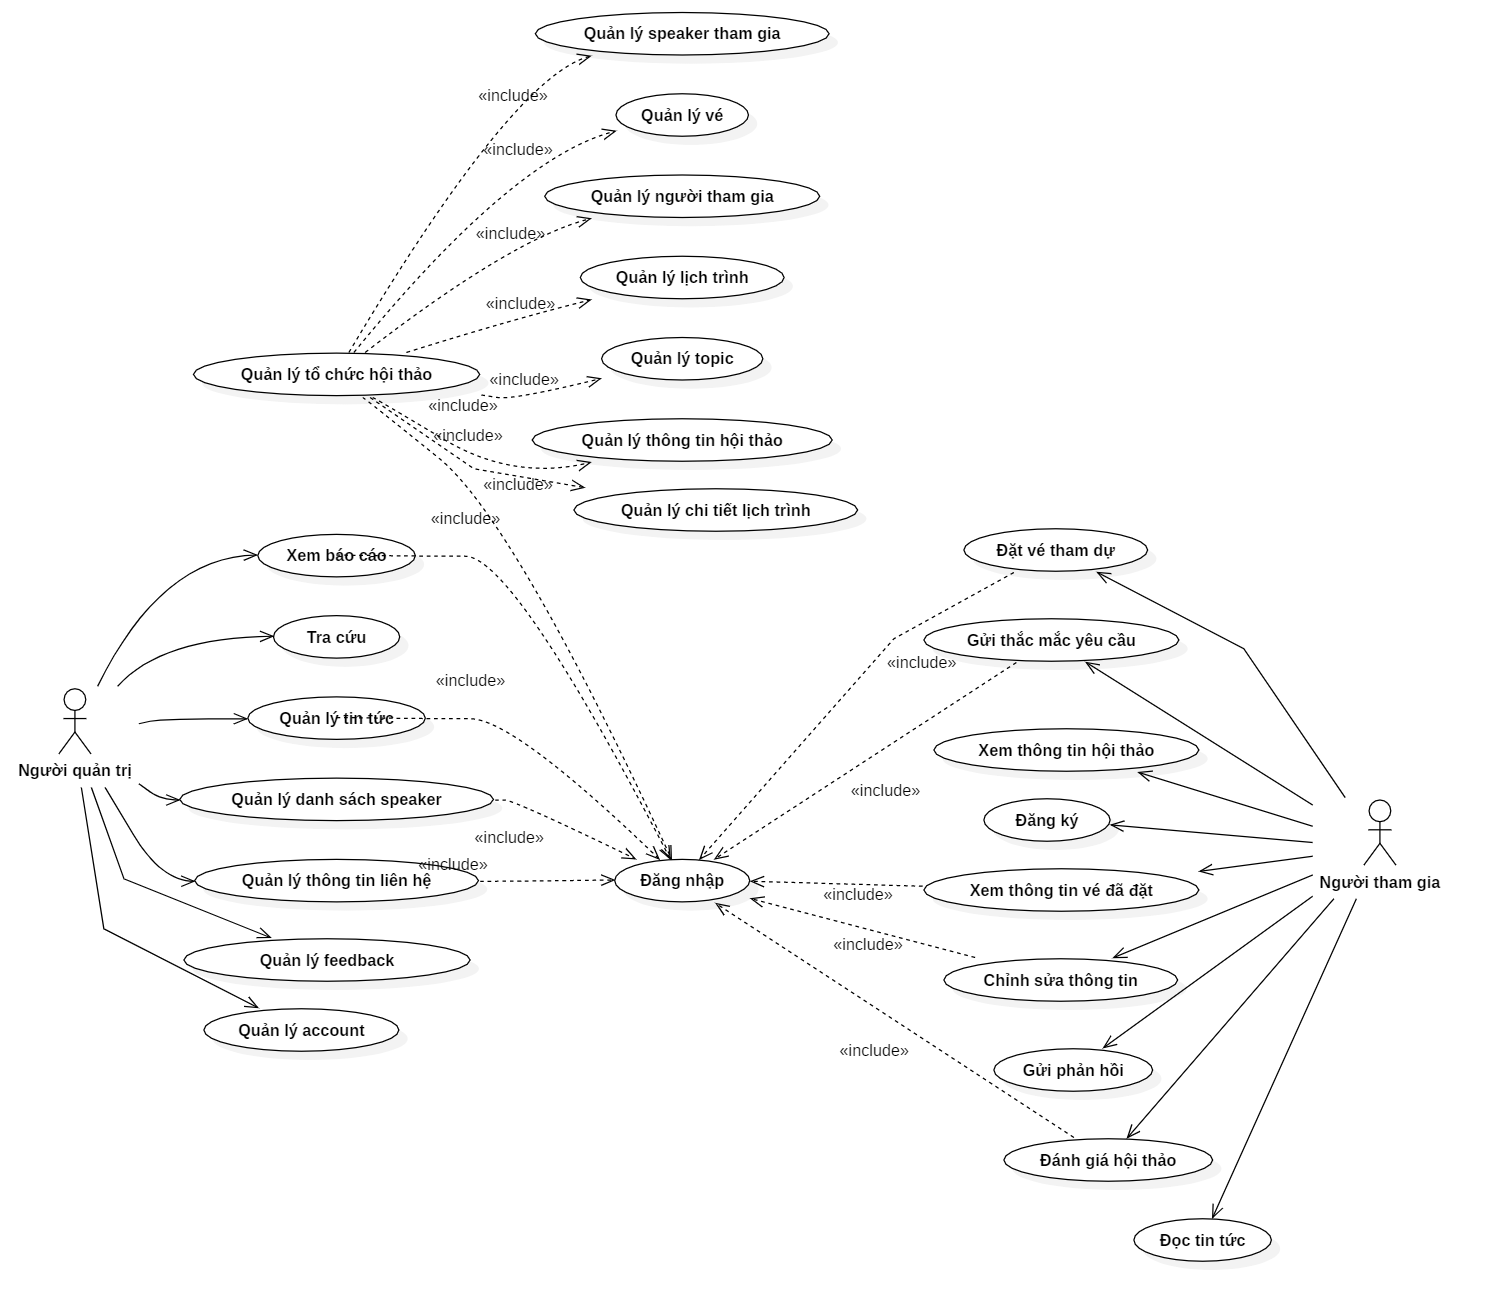 Quản lý speaker tham gia
«include»
Quản lý vé
«include»
Quản lý người tham gia
«include»
Quản lý lịch trình
«include»
Quản lý tổ chức hội thảo
Quản lý topic
«include»
«include»
Quản lý thông tin hội thảo
«include»
«include»
Quản lý chi tiết lịch trình
«include»
Xem báo cáo
Đặt vé tham dự
Tra cứu
Gửi thắc mắc yêu cầu
«include»
«include»
Quản lý tin tức
Xem thông tin hội thảo
Người quản trị
«include»
Quản lý danh sách speaker
Đăng ký
«include»
«include»
Quản lý thông tin liên hệ
Đăng nhập
Người tham gia
Xem thông tin vé đã đặt
«include»
«include»
Quản lý feedback
Chỉnh sửa thông tin
Quản lý account
«include»
Gửi phản hồi
Đánh giá hội thảo
Đọc tin tức